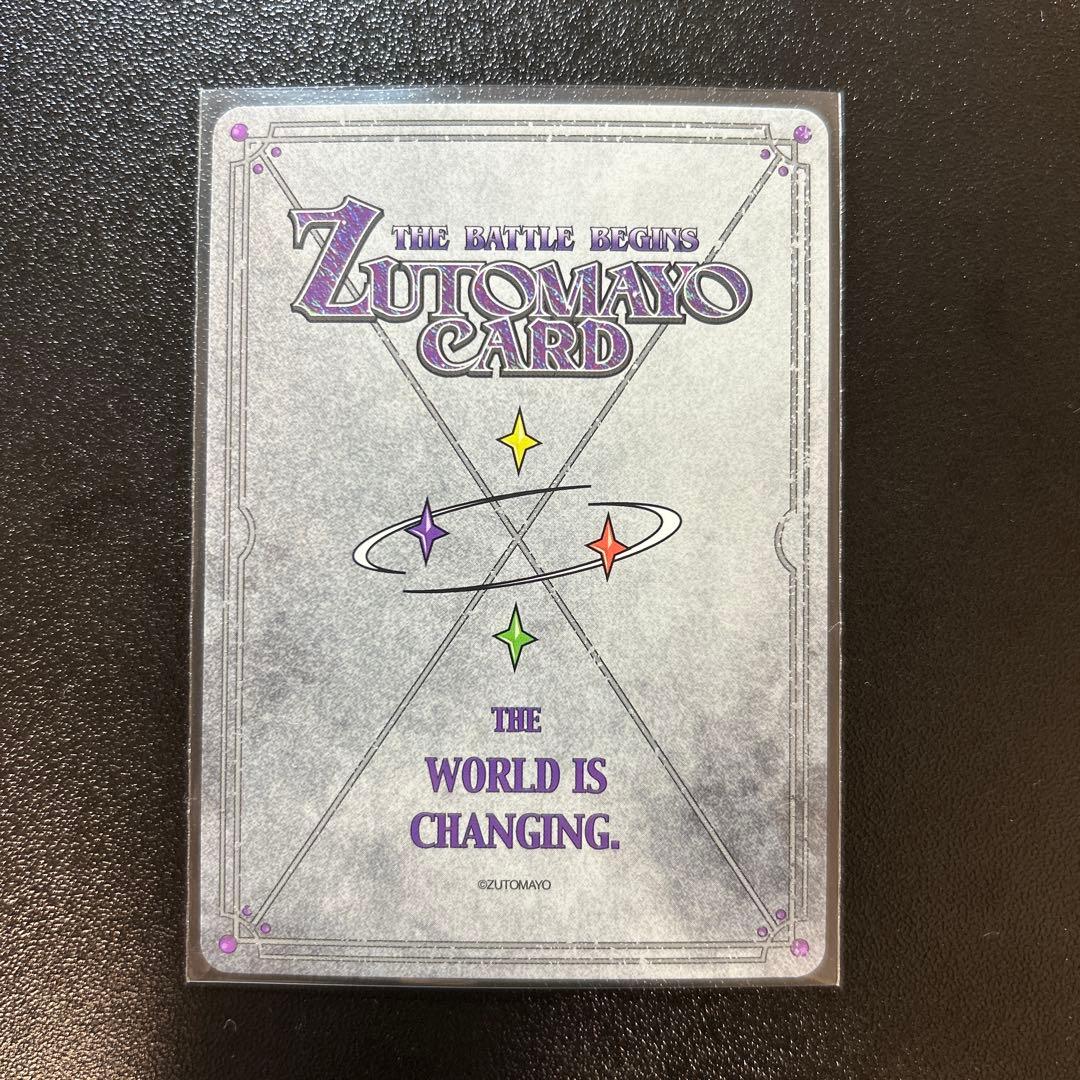 THE BATTLE BEGINS
ZUTOMAYO
CARD
THE
WORLD IS
CHANGING.
©ZUTOMAYO